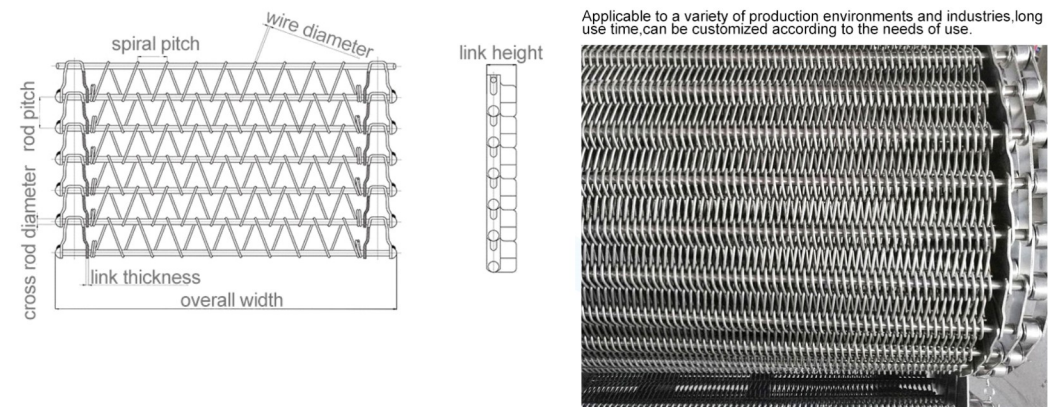 wire diameter
spiral pitch
link height
rod pitch
cross rod diameter
link thickness
overall width
Applicable to a variety of production environments and industries,long
use time,can be customized according to the needs of use.